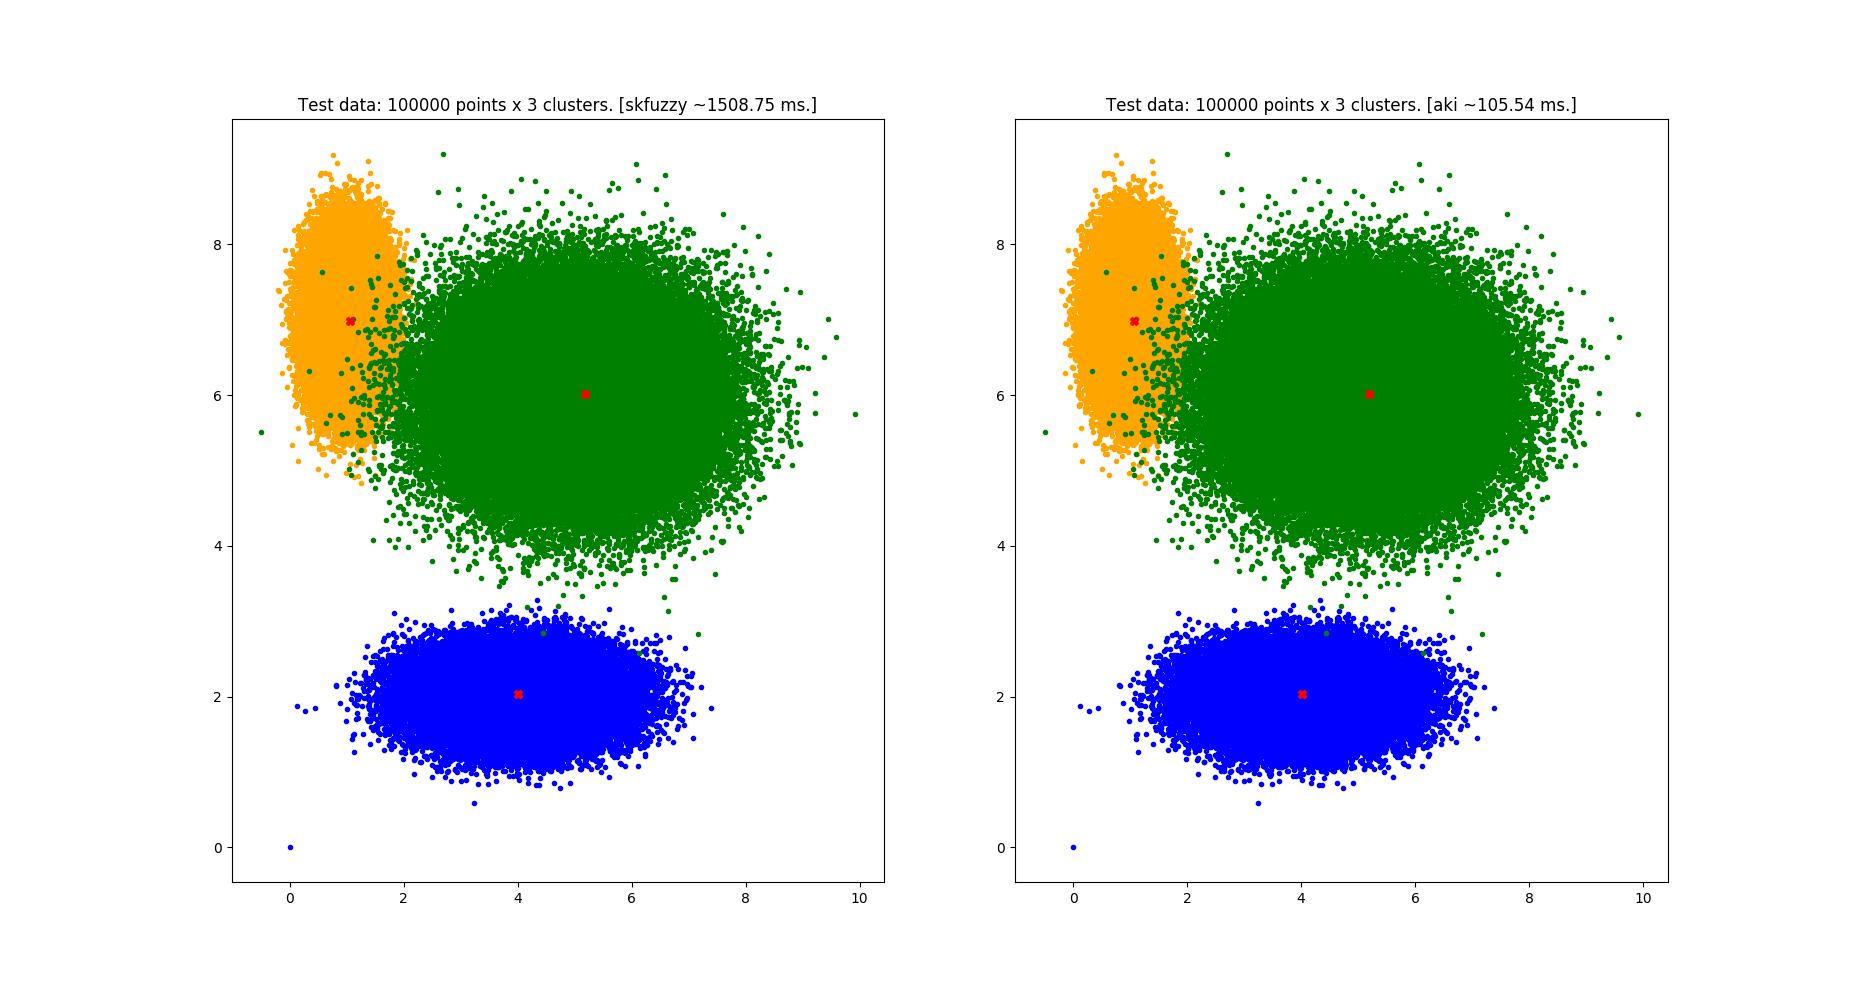 Test data: 100000 points x 3 clusters. [skfuzzy ~1508.75 ms.]
8
6
4
2
0
0 2 4 6 8 10
Test data: 100000 points x 3 clusters. [aki ~105.54 ms.]
8
6
4
2
0
0 2 4 6 8 10